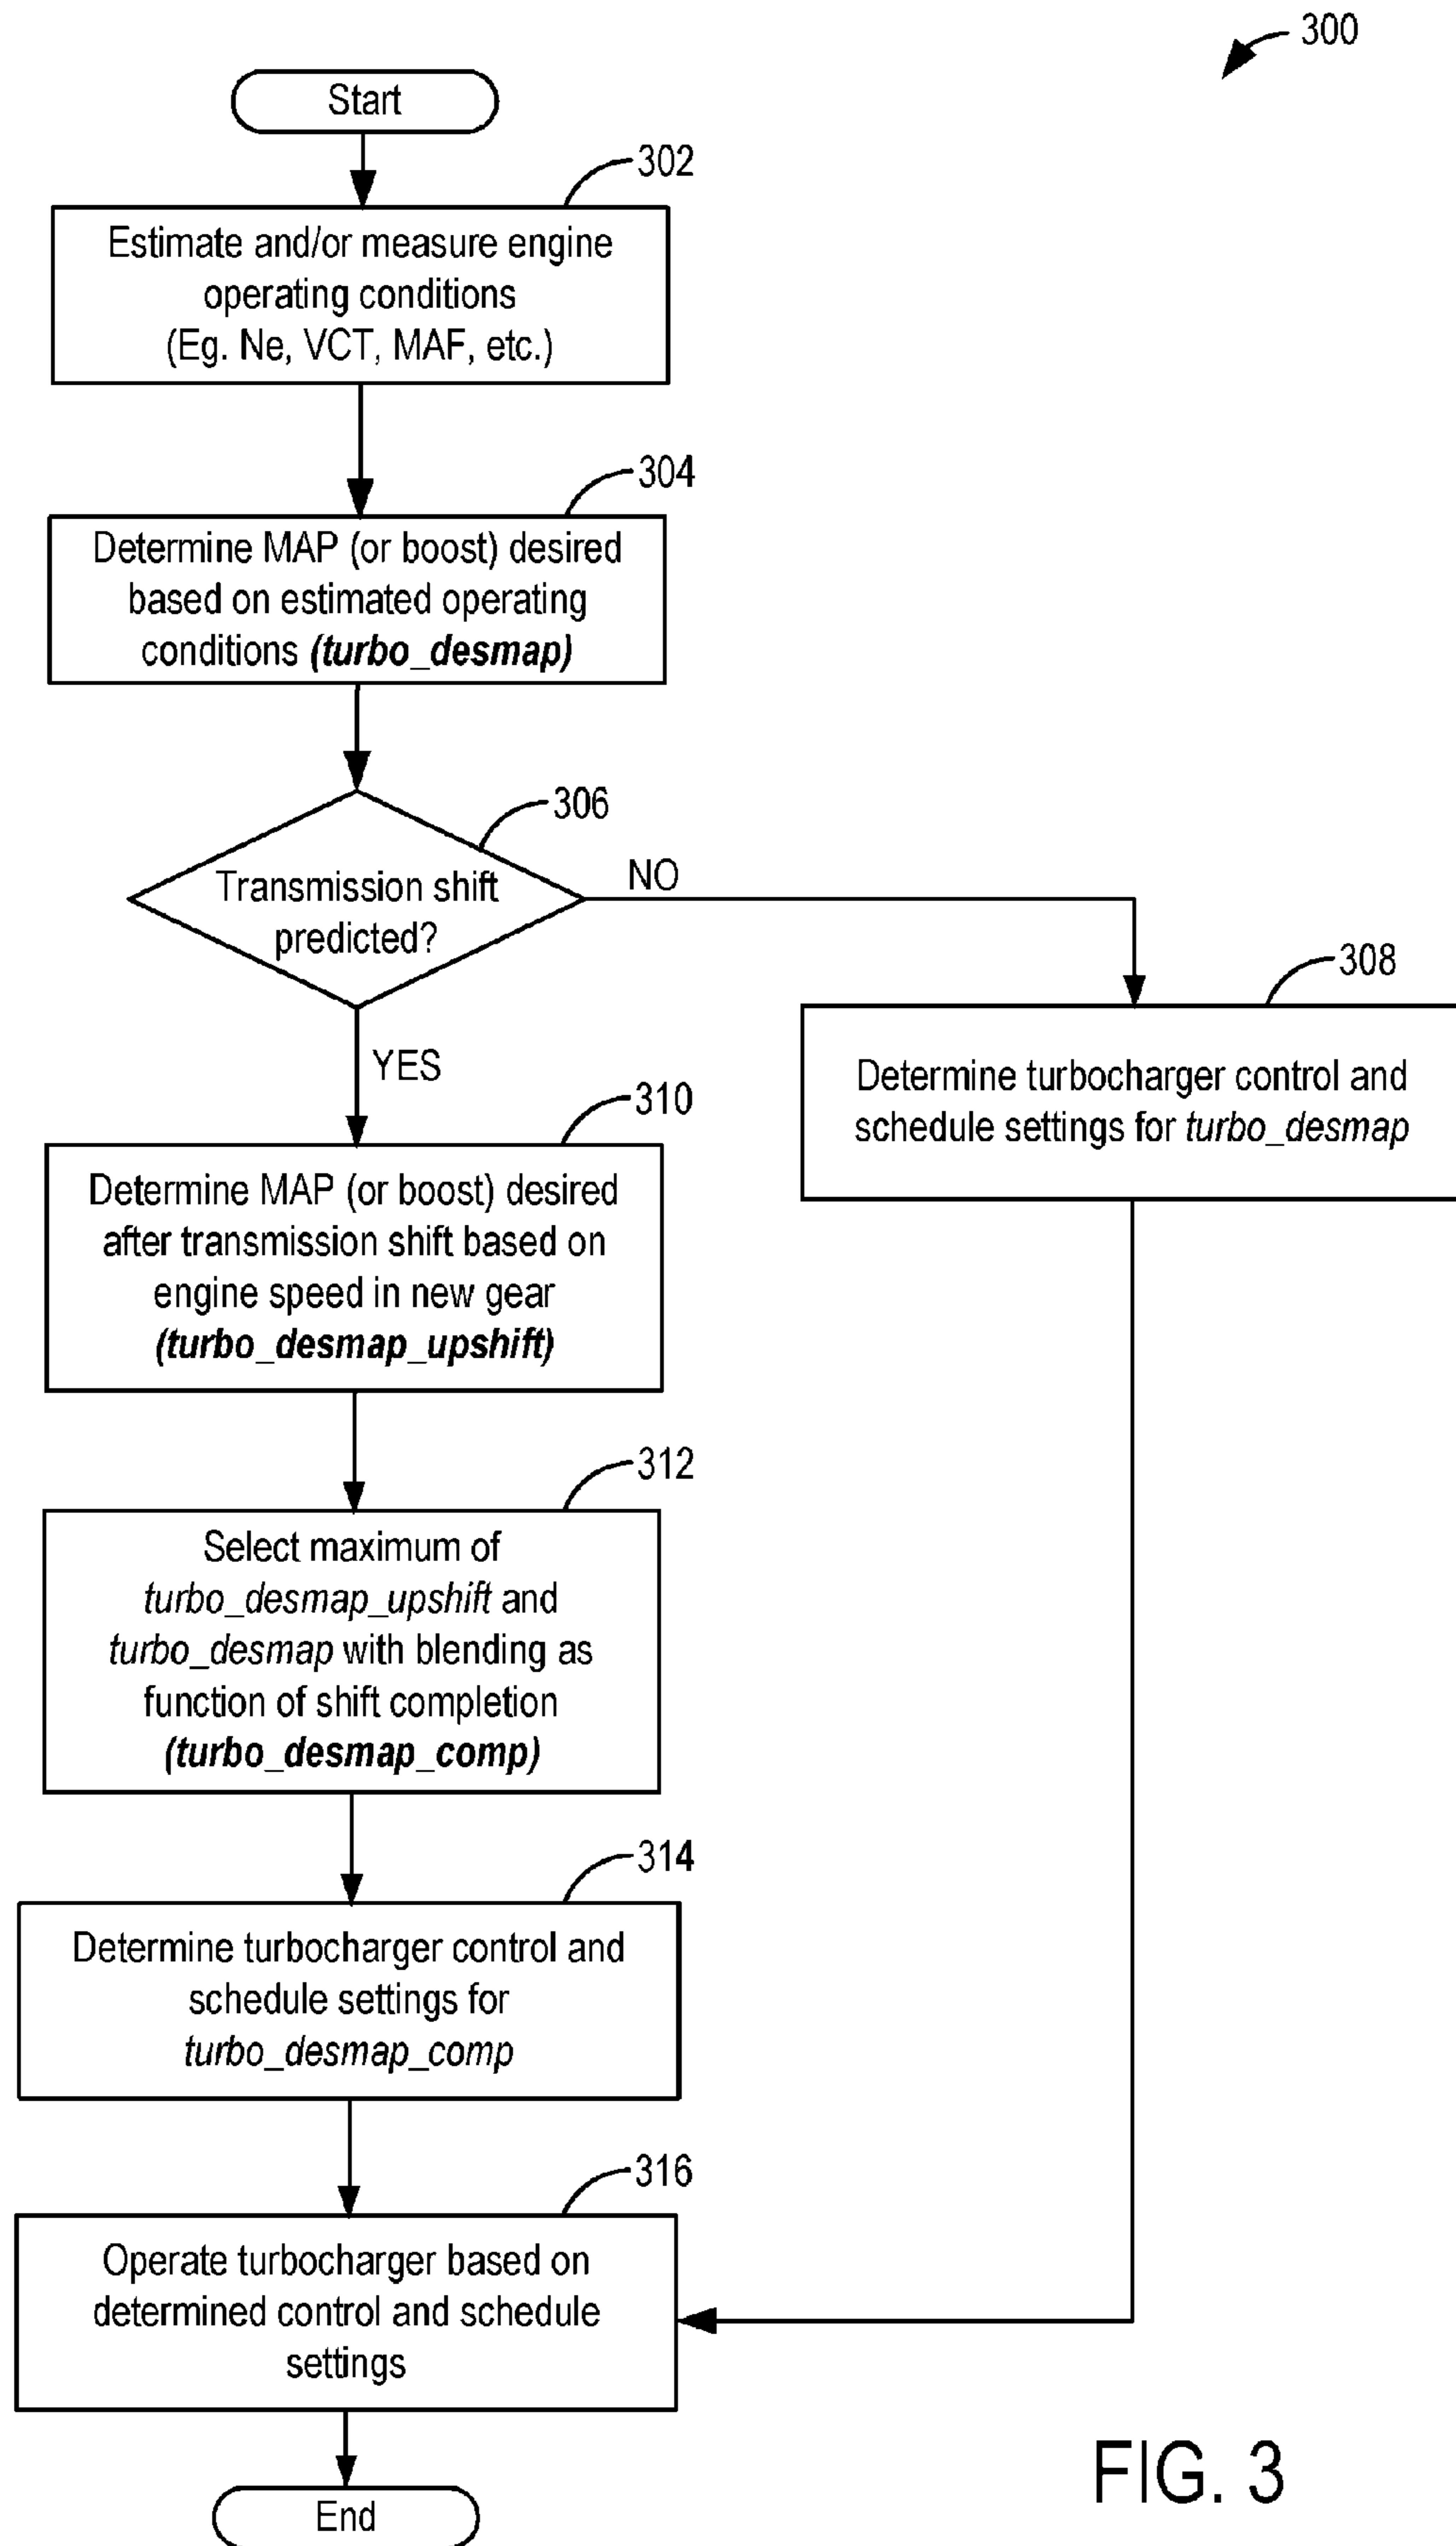 300
Start
302
Estimate and/or measure engine
operating conditions
(Eg. Ne, VCT, MAF, etc.)
304
Determine MAP (or boost) desired
based on estimated operating
conditions (turbo_desmap)
306
Transmission shift
predicted?
NO
308
Determine turbocharger control and
schedule settings for turbo_desmap
YES
310
Determine MAP (or boost) desired
after transmission shift based on
engine speed in new gear
(turbo_desmap_upshift)
312
Select maximum of
turbo_desmap_upshift and
turbo_desmap with blending as
function of shift completion
(turbo_desmap_comp)
314
Determine turbocharger control and
schedule settings for
turbo_desmap_comp
316
Operate turbocharger based on
determined control and schedule
settings
End
FIG. 3